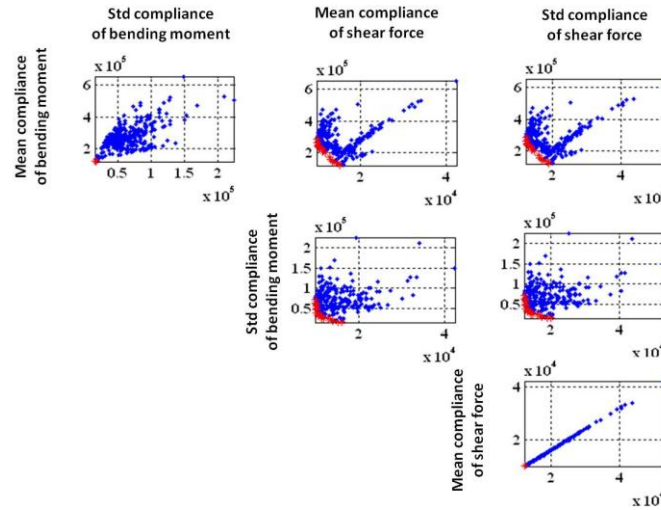 Std compliance
of bending moment
Mean compliance
of shear force
Std compliance
of shear force
Mean compliance
of bending moment
x 10^5
6
4
2
0.5 1 1.5 2
x 10^5
x 10^5
6
4
2
2 4
x 10^4
x 10^5
6
4
2
2 4
Std compliance
of bending moment
x 10^5
2
1.5
1
0.5
2 4
x 10^4
x 10^5
2
1.5
1
0.5
2 4
Mean compliance
of shear force
x 10^4
4
2
2 4